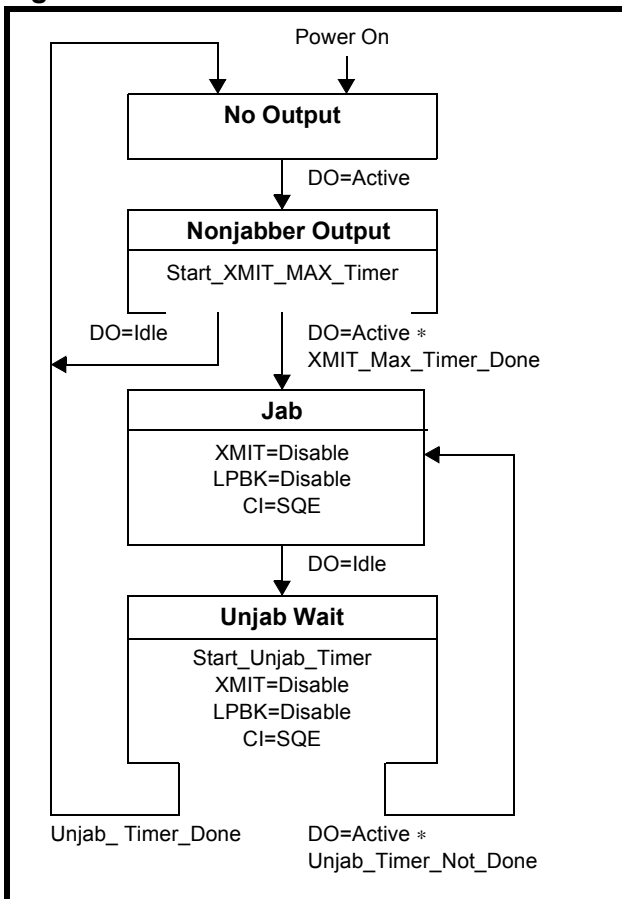 Power On
No Output
DO=Active
Nonjabber Output
Start_XMIT_MAX_Timer
DO=Idle
DO=Active *
XMIT_Max_Timer_Done
Jab
XMIT=Disable
LPBK=Disable
CI=SQE
DO=Idle
Unjab Wait
Start_Unjab_Timer
XMIT=Disable
LPBK=Disable
CI=SQE
Unjab_ Timer_Done
DO=Active *
Unjab_Timer_Not_Done